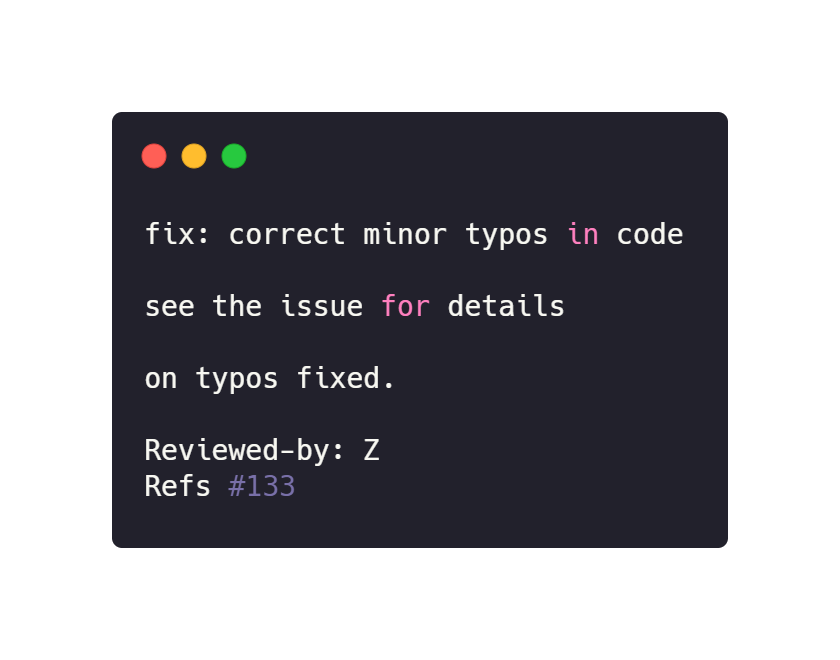 fix: correct minor typos in code
see the issue for details
on typos fixed.
Reviewed-by: Z
Refs #133